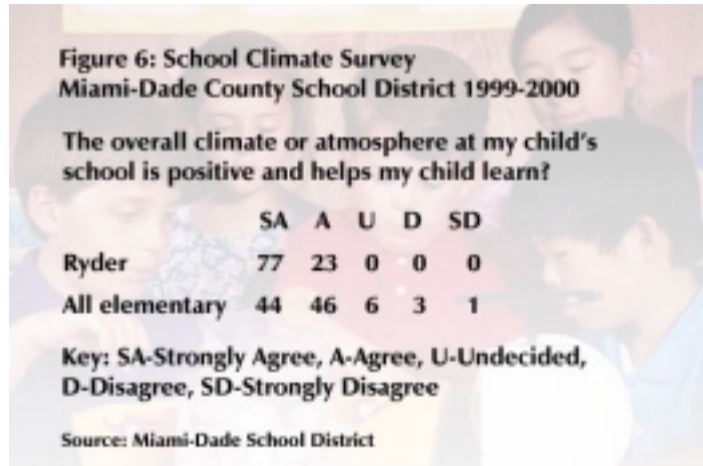 Figure 6: School Climate Survey
Miami-Dade County School District 1999-2000
The overall climate or atmosphere at my child's
school is positive and helps my child learn?
SA A U D SD
Ryder 77 23 0 0 0
All elementary 44 46 6 3 1
Key: SA-Strongly Agree, A-Agree, U-Undecided,
D-Disagree, SD-Strongly Disagree
Source: Miami-Dade School District